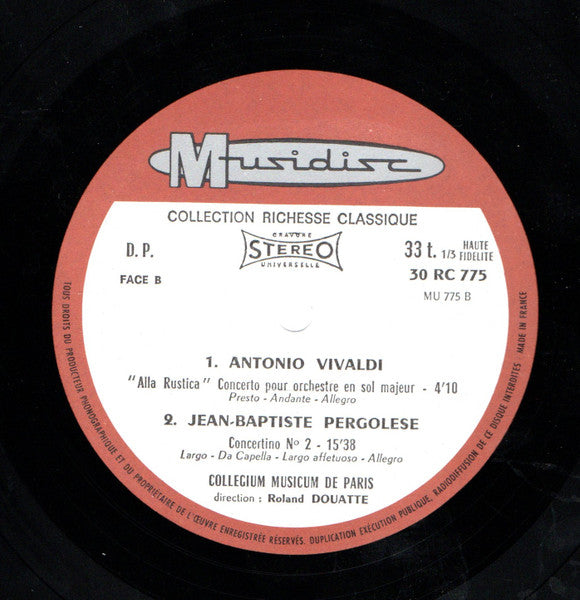 Musidisc
COLLECTION RICHESSE CLASSIQUE
D. P.
GRAVURE
STEREO
UNIVERSELLE
33 t. 1/3 HAUTE FIDELITE
FACE B
30 RC 775
MU 775 B
1. ANTONIO VIVALDI
"Alla Rustica" Concerto pour orchestre en sol majeur - 4'10
Presto - Andante - Allegro
2. JEAN-BAPTISTE PERGOLESE
Concertino Nº 2 - 15'38
Largo - Da Capella - Largo affetuoso - Allegro
COLLEGIUM MUSICUM DE PARIS
direction : Roland DOUATTE
TOUS DROITS DU PRODUCTEUR PHONOGRAPHIQUE ET DU PROPRIÉTAIRE DE L'ŒUVRE ENREGISTRÉE RÉSERVÉS. DUPLICATION EXÉCUTION PUBLIQUE, RADIODIFFUSION DE CE DISQUE INTERDITES. MADE IN FRANCE